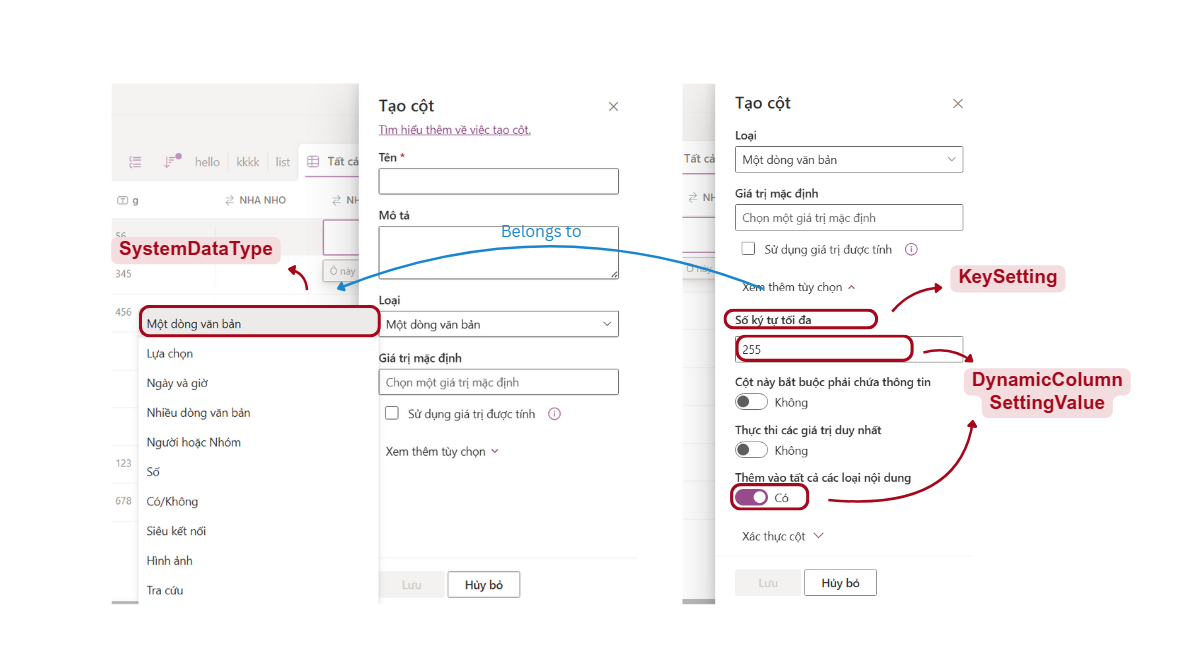 Tạo cột
Tìm hiểu thêm về việc tạo cột.
Tên *
hello
kkkk
list
Tất cả
g
NHA NHO
NH
Mô tả
56
SystemDataType
Ô này
345
Loại
456
Một dòng văn bản
Một dòng văn bản
Lựa chọn
Giá trị mặc định
Ngày và giờ
Chọn một giá trị mặc định
Nhiều dòng văn bản
Sử dụng giá trị được tính
Người hoặc Nhóm
Xem thêm tùy chọn
123
Số
678
Có/Không
Siêu kết nối
Hình ảnh
Tra cứu
Lưu
Hủy bỏ
Belongs to
Tạo cột
Loại
Tất cả
Một dòng văn bản
Giá trị mặc định
NH
Chọn một giá trị mặc định
Sử dụng giá trị được tính
Ô này
Xem thêm tùy chọn
KeySetting
Số ký tự tối đa
255
DynamicColumn
SettingValue
Cột này bắt buộc phải chứa thông tin
Không
Thực thi các giá trị duy nhất
Không
Thêm vào tất cả các loại nội dung
Có
Xác thực cột
Lưu
Hủy bỏ